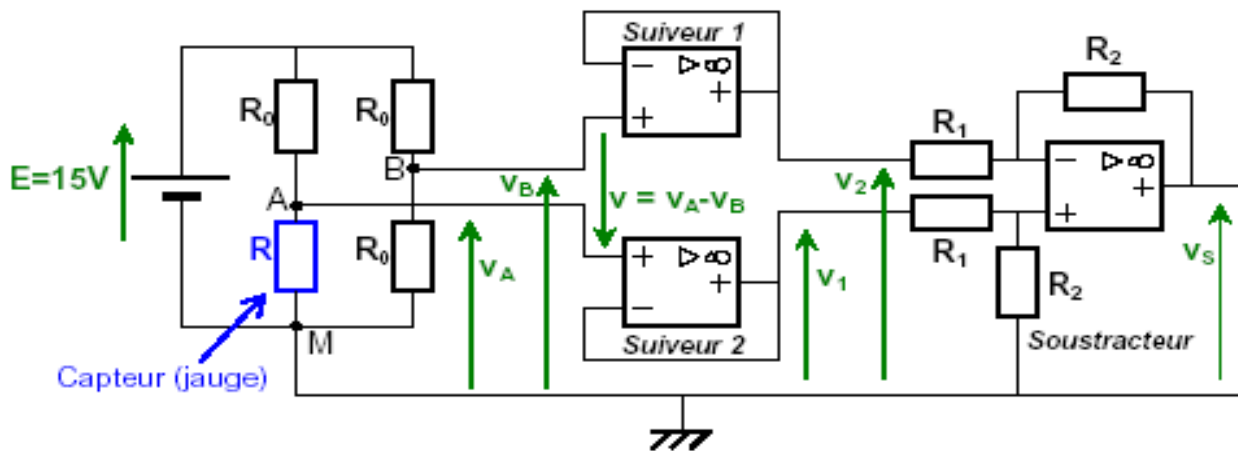 Suiveur 1
R₂
R₀
R₀
R₁
E=15V
B
v_B
v = v_A-v_B
v₂
A
R
R₀
v_A
R₁
v₁
v_S
R₂
M
Suiveur 2
Soustracteur
Capteur (jauge)